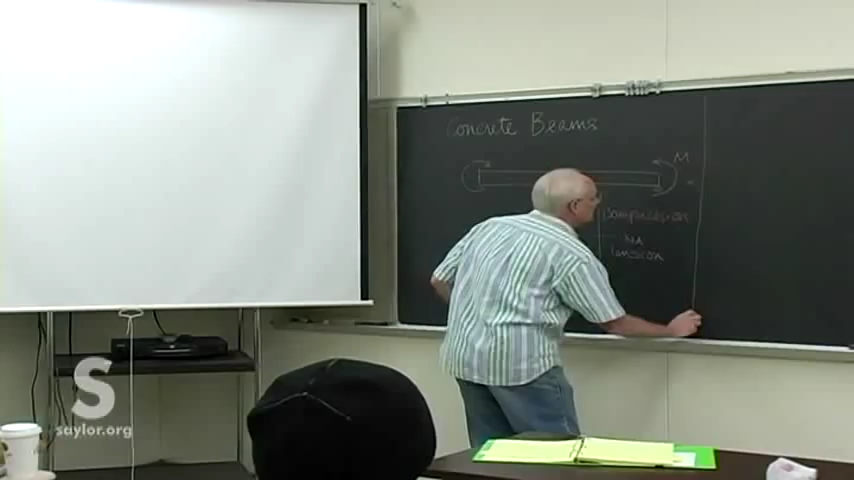 Concrete Beams
M
Compression
NA
Tension
S
saylor.org